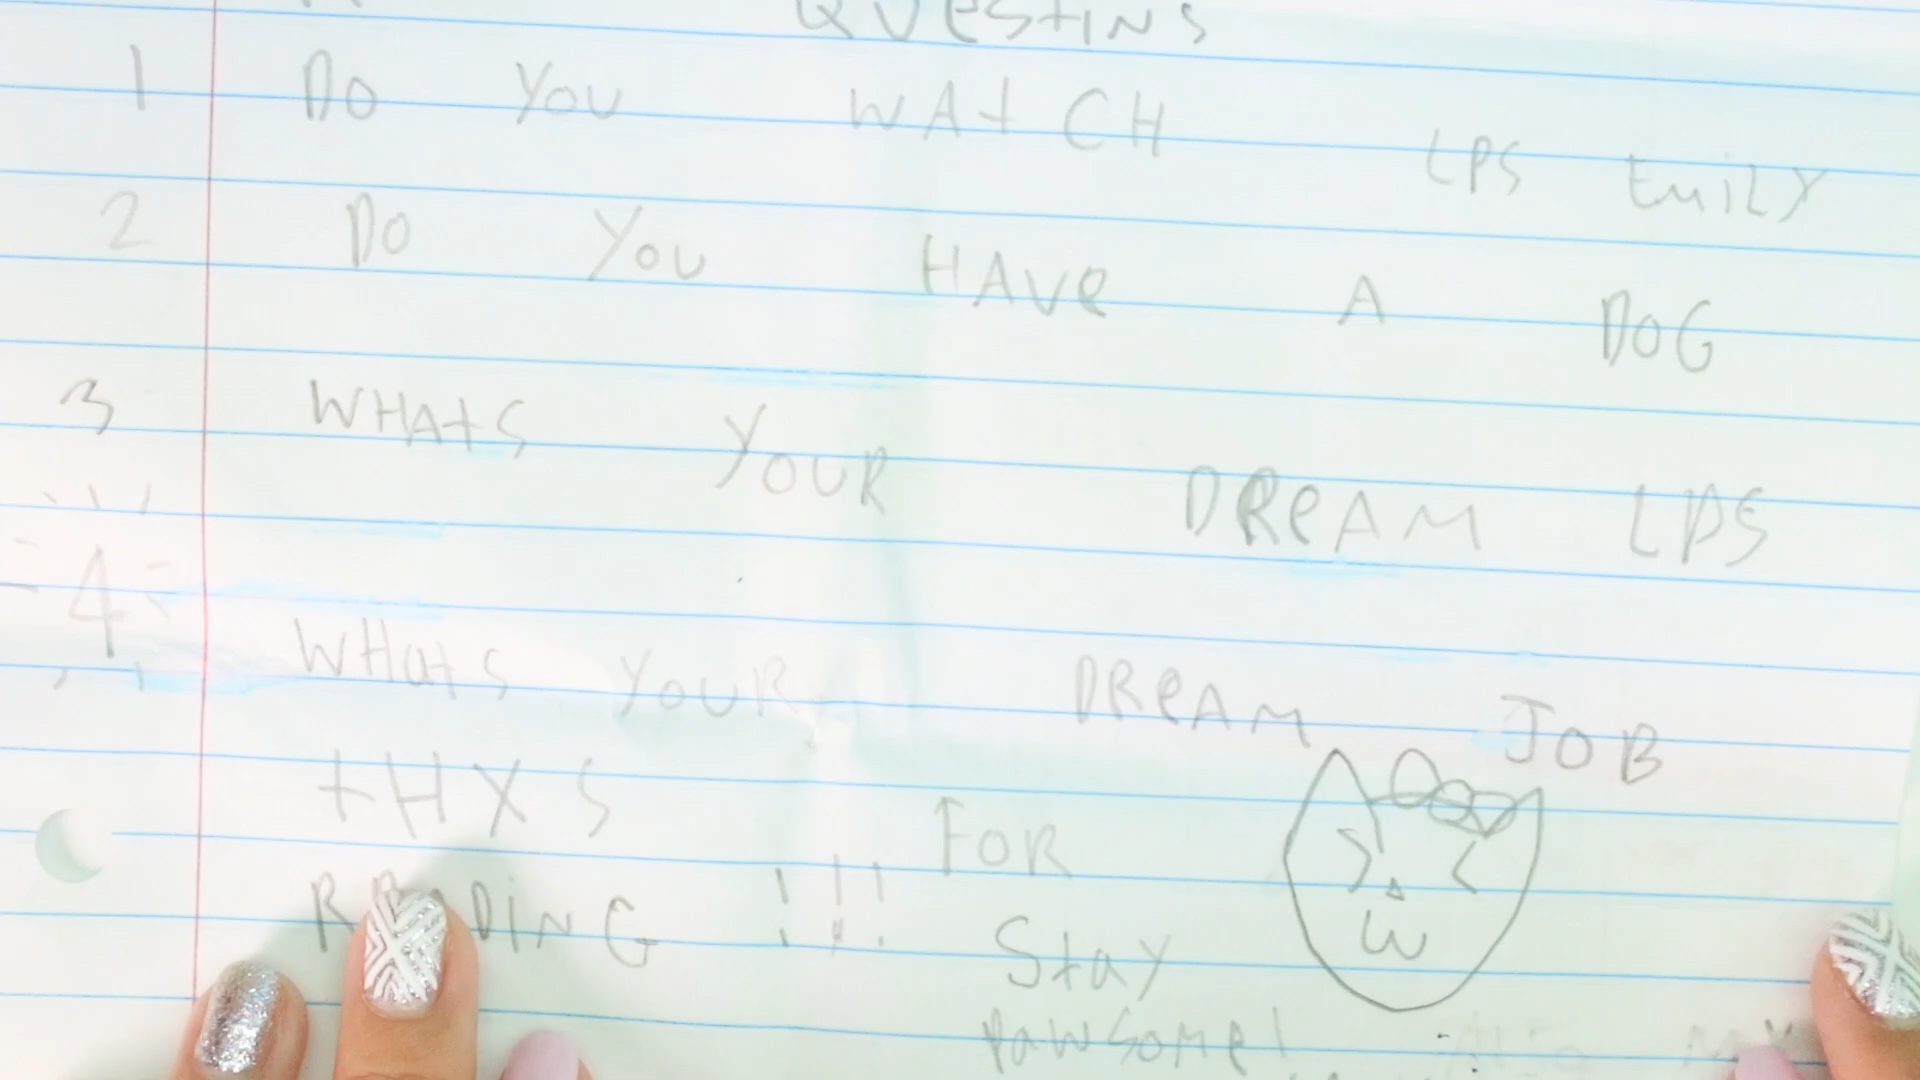 QUESTINS
1 DO YOU WATCH LPS EMILY
2 DO YOU HAVE A DOG
3 WHATS YOUR DREAM LPS
4 WHATS YOUR DREAM JOB
THXS FOR
DING !!!
Stay
pawsome!